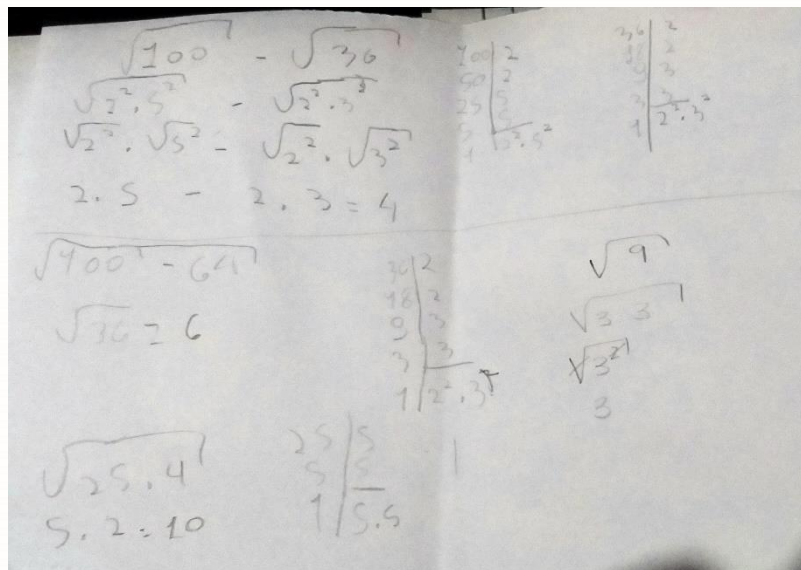 √100 - √36
√2².5² - √2².3²
√2² . √5² - √2² . √3²
2.5 - 2.3 = 4
100 | 2
50 | 2
25 | 5
5 | 5
1 | 2².5²
36 | 2
18 | 2
9 | 3
3 | 3
1 | 2².3²
√100 - 64
√36 = 6
36 | 2
18 | 2
9 | 3
3 | 3
1 | 2².3²
√9
√3 3
√3²
3
√25.4
5.2=10
25 | 5
5 | 5
1 | 5.5